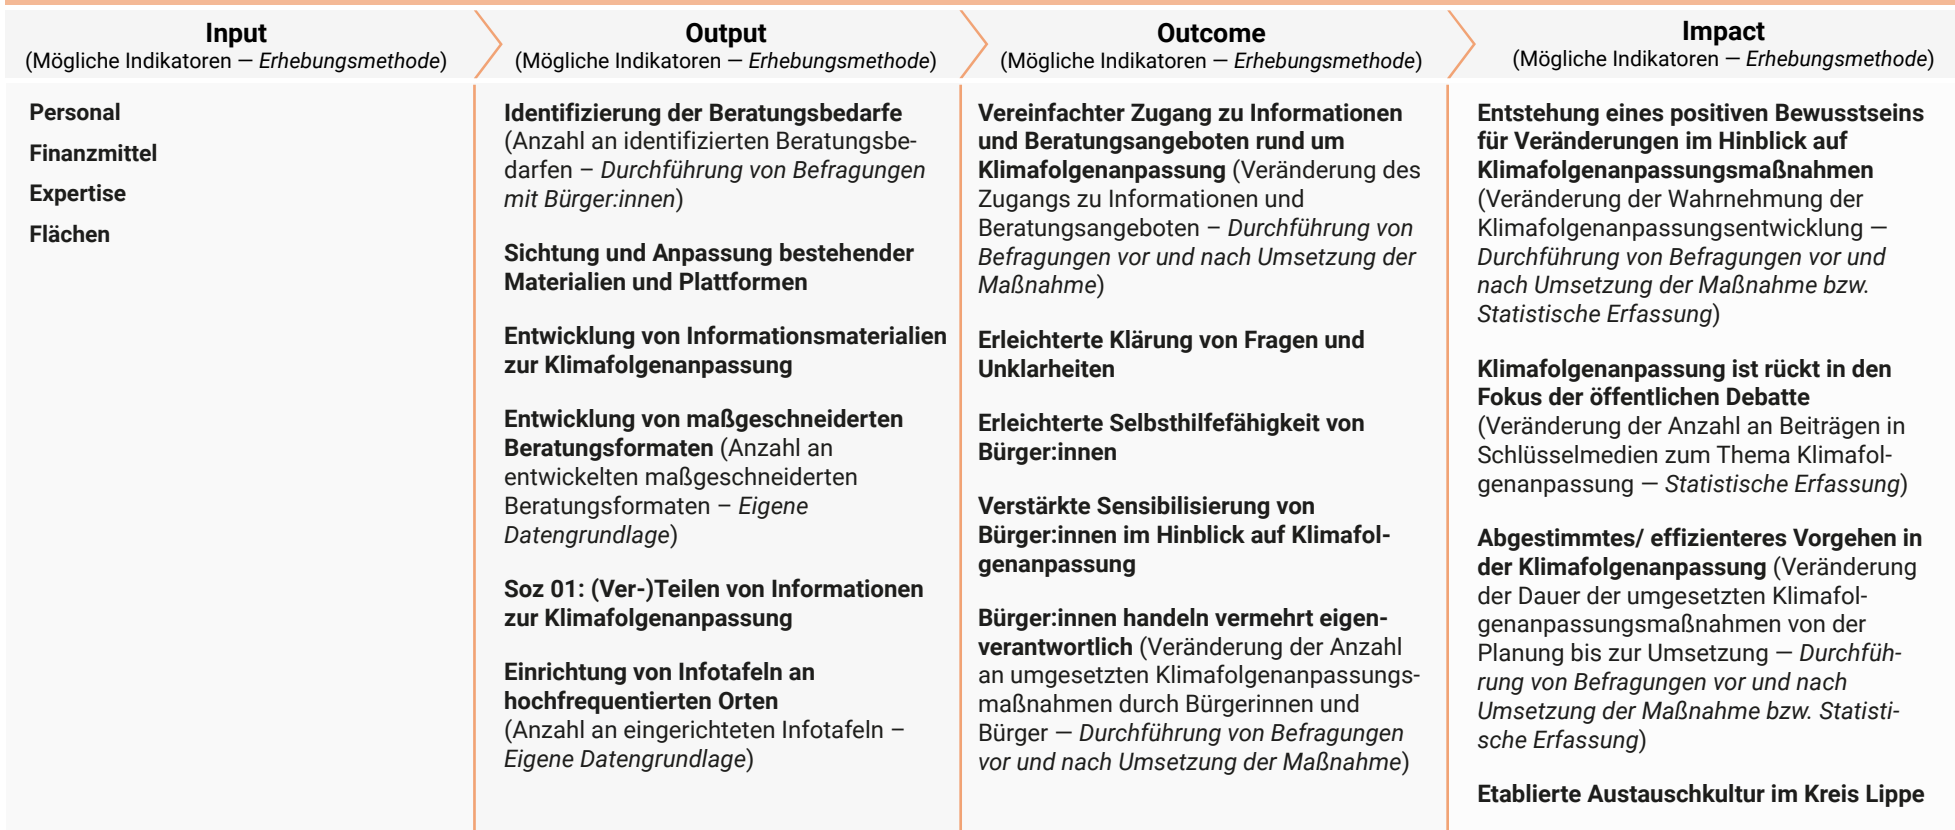 Input
(Mögliche Indikatoren — Erhebungsmethode)
Personal
Finanzmittel
Expertise
Flächen
Output
(Mögliche Indikatoren — Erhebungsmethode)
Identifizierung der Beratungsbedarfe
(Anzahl an identifizierten Beratungsbe-
darfen – Durchführung von Befragungen
mit Bürger:innen)
Sichtung und Anpassung bestehender
Materialien und Plattformen
Entwicklung von Informationsmaterialien
zur Klimafolgenanpassung
Entwicklung von maßgeschneiderten
Beratungsformaten (Anzahl an
entwickelten maßgeschneiderten
Beratungsformaten – Eigene
Datengrundlage)
Soz 01: (Ver-)Teilen von Informationen
zur Klimafolgenanpassung
Einrichtung von Infotafeln an
hochfrequentierten Orten
(Anzahl an eingerichteten Infotafeln –
Eigene Datengrundlage)
Outcome
(Mögliche Indikatoren — Erhebungsmethode)
Vereinfachter Zugang zu Informationen
und Beratungsangeboten rund um
Klimafolgenanpassung (Veränderung des
Zugangs zu Informationen und
Beratungsangeboten – Durchführung von
Befragungen vor und nach Umsetzung der
Maßnahme)
Erleichterte Klärung von Fragen und
Unklarheiten
Erleichterte Selbsthilfefähigkeit von
Bürger:innen
Verstärkte Sensibilisierung von
Bürger:innen im Hinblick auf Klimafol-
genanpassung
Bürger:innen handeln vermehrt eigen-
verantwortlich (Veränderung der Anzahl
an umgesetzten Klimafolgenanpassungs-
maßnahmen durch Bürgerinnen und
Bürger — Durchführung von Befragungen
vor und nach Umsetzung der Maßnahme)
Impact
(Mögliche Indikatoren — Erhebungsmethode)
Entstehung eines positiven Bewusstseins
für Veränderungen im Hinblick auf
Klimafolgenanpassungsmaßnahmen
(Veränderung der Wahrnehmung der
Klimafolgenanpassungsentwicklung —
Durchführung von Befragungen vor und
nach Umsetzung der Maßnahme bzw.
Statistische Erfassung)
Klimafolgenanpassung ist rückt in den
Fokus der öffentlichen Debatte
(Veränderung der Anzahl an Beiträgen in
Schlüsselmedien zum Thema Klimafol-
genanpassung — Statistische Erfassung)
Abgestimmtes/ effizienteres Vorgehen in
der Klimafolgenanpassung (Veränderung
der Dauer der umgesetzten Klimafol-
genanpassungsmaßnahmen von der
Planung bis zur Umsetzung — Durchfüh-
rung von Befragungen vor und nach
Umsetzung der Maßnahme bzw. Statisti-
sche Erfassung)
Etablierte Austauschkultur im Kreis Lippe